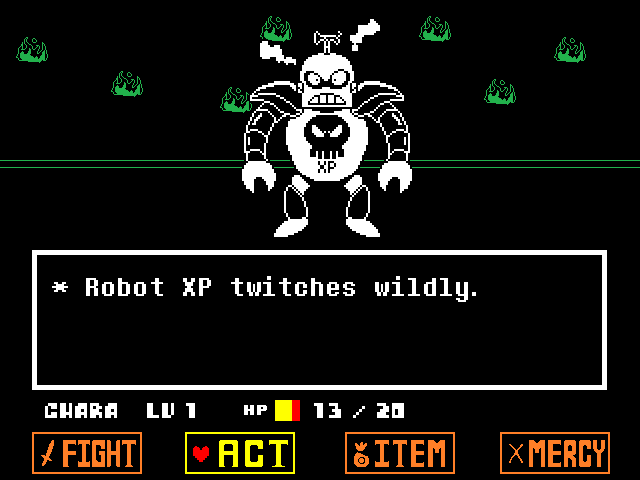 XP
* Robot XP twitches wildly.
CHARA LV 1 HP 13 / 20
FIGHT ACT ITEM MERCY